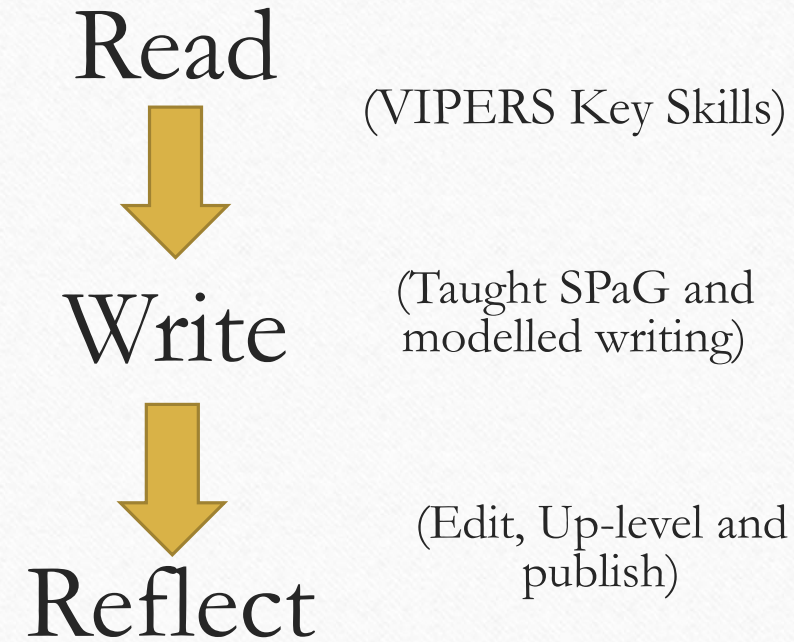 Read
(VIPERS Key Skills)
Write
(Taught SPaG and
modelled writing)
(Edit, Up-level and
publish)
Reflect